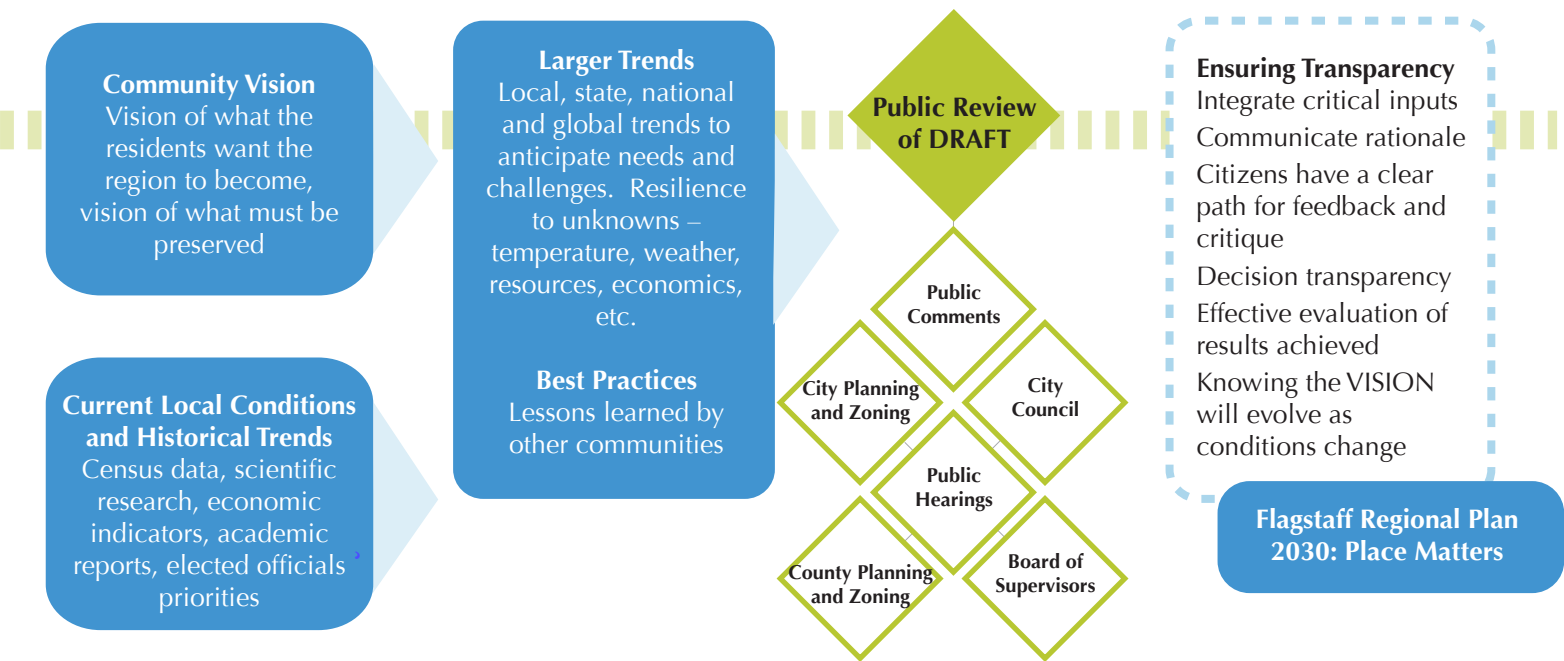 Community Vision
Vision of what the
residents want the
region to become,
vision of what must be
preserved
Current Local Conditions
and Historical Trends
Census data, scientific
research, economic
indicators, academic
reports, elected officials ’
priorities
Larger Trends
Local, state, national
and global trends to
anticipate needs and
challenges.  Resilience
to unknowns –
temperature, weather,
resources, economics,
etc.
Best Practices
Lessons learned by
other communities
Public Review
of DRAFT
Public
Comments
City Planning
and Zoning
City
Council
Public
Hearings
County Planning
and Zoning
Board of
Supervisors
Ensuring Transparency
Integrate critical inputs
Communicate rationale
Citizens have a clear
path for feedback and
critique
Decision transparency
Effective evaluation of
results achieved
Knowing the VISION
will evolve as
conditions change
Flagstaff Regional Plan
2030: Place Matters